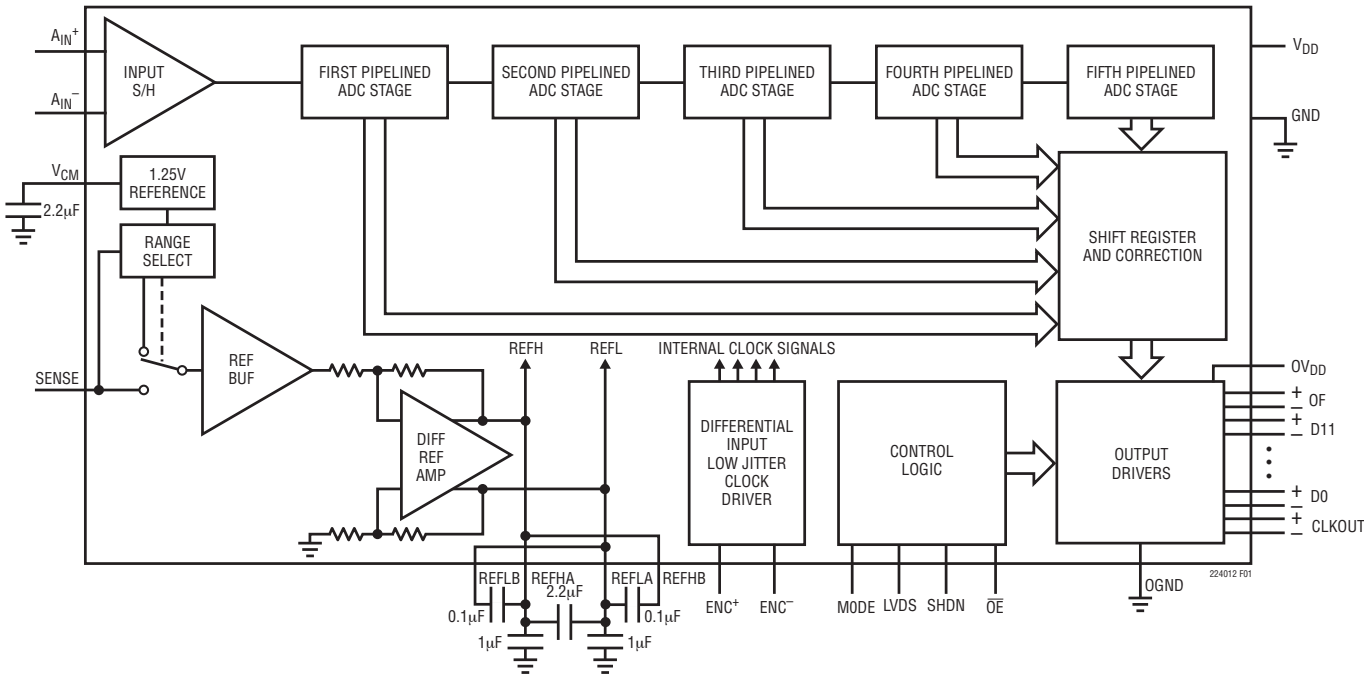 AIN+
INPUT
S/H
AIN−
FIRST PIPELINED
ADC STAGE
SECOND PIPELINED
ADC STAGE
THIRD PIPELINED
ADC STAGE
FOURTH PIPELINED
ADC STAGE
FIFTH PIPELINED
ADC STAGE
VDD
GND
VCM
2.2µF
1.25V
REFERENCE
RANGE
SELECT
SHIFT REGISTER
AND CORRECTION
SENSE
REF
BUF
DIFF
REF
AMP
REFH
REFL
INTERNAL CLOCK SIGNALS
DIFFERENTIAL
INPUT
LOW JITTER
CLOCK
DRIVER
CONTROL
LOGIC
OUTPUT
DRIVERS
OVDD
+
− OF
+
− D11
+
− D0
+
− CLKOUT
224012 F01
REFLB
REFHA
REFLA
REFHB
2.2µF
0.1µF
0.1µF
1µF
1µF
ENC+
ENC−
MODE
LVDS
SHDN
O̅E̅
OGND